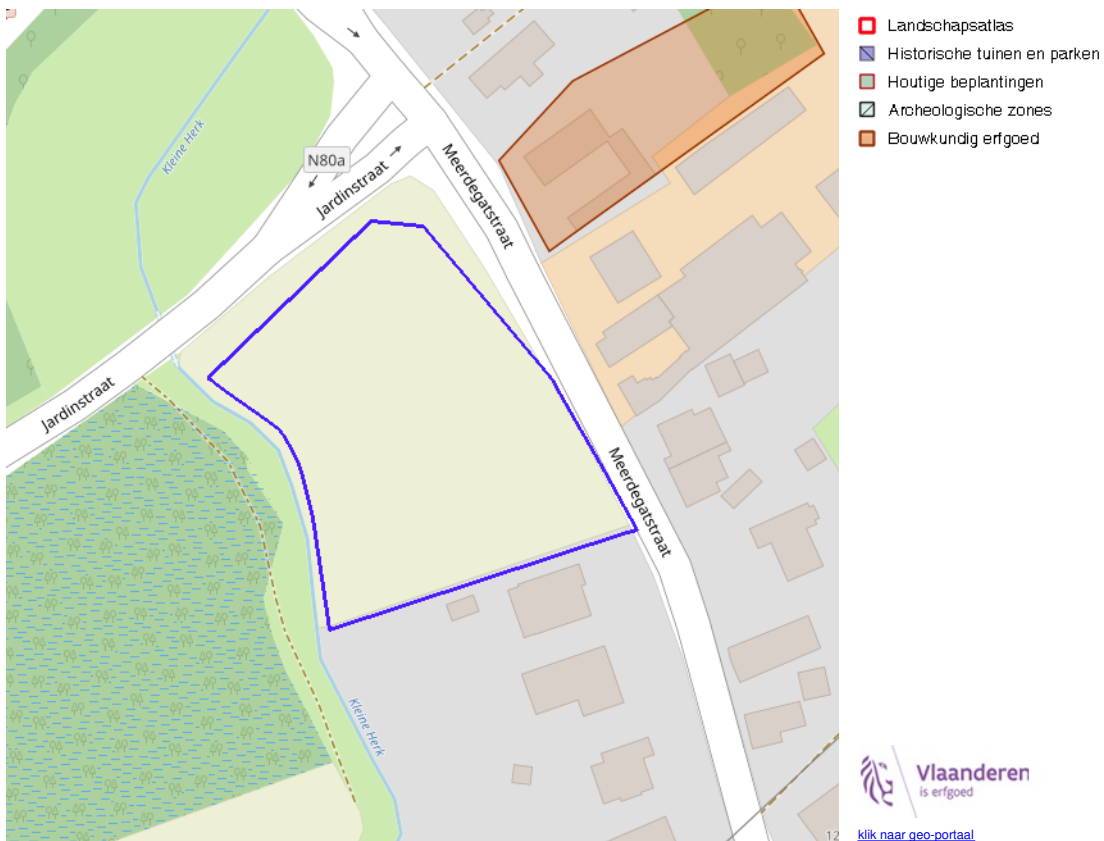 Kleine Herk
N80a
Jardinstraat
Meerdegatstraat
Jardinstraat
Meerdegatstraat
Kleine Herk
12
Landschapsatlas
Historische tuinen en parken
Houtige beplantingen
Archeologische zones
Bouwkundig erfgoed
Vlaanderen
is erfgoed
klik naar geo-portaal